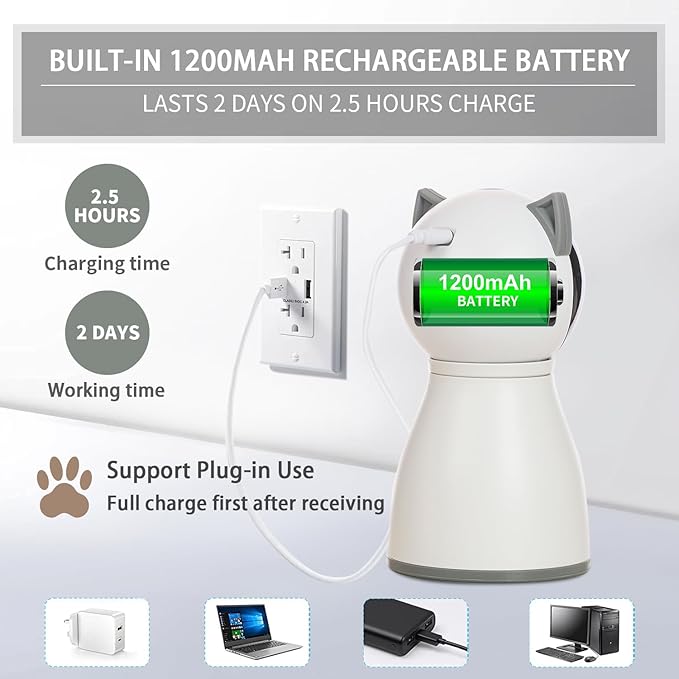 BUILT-IN 1200MAH RECHARGEABLE BATTERY
LASTS 2 DAYS ON 2.5 HOURS CHARGE
2.5
HOURS
Charging time
1200mAh
BATTERY
2 DAYS
Working time
Support Plug-in Use
Full charge first after receiving